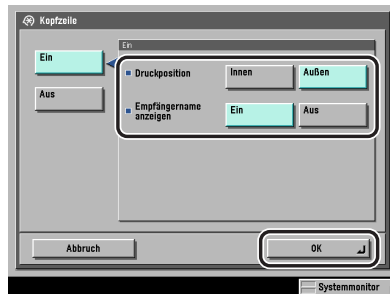 Kopfzeile
Ein
Ein
Aus
Druckposition
Innen
Außen
Empfängername
anzeigen
Ein
Aus
Abbruch
OK
Systemmonitor